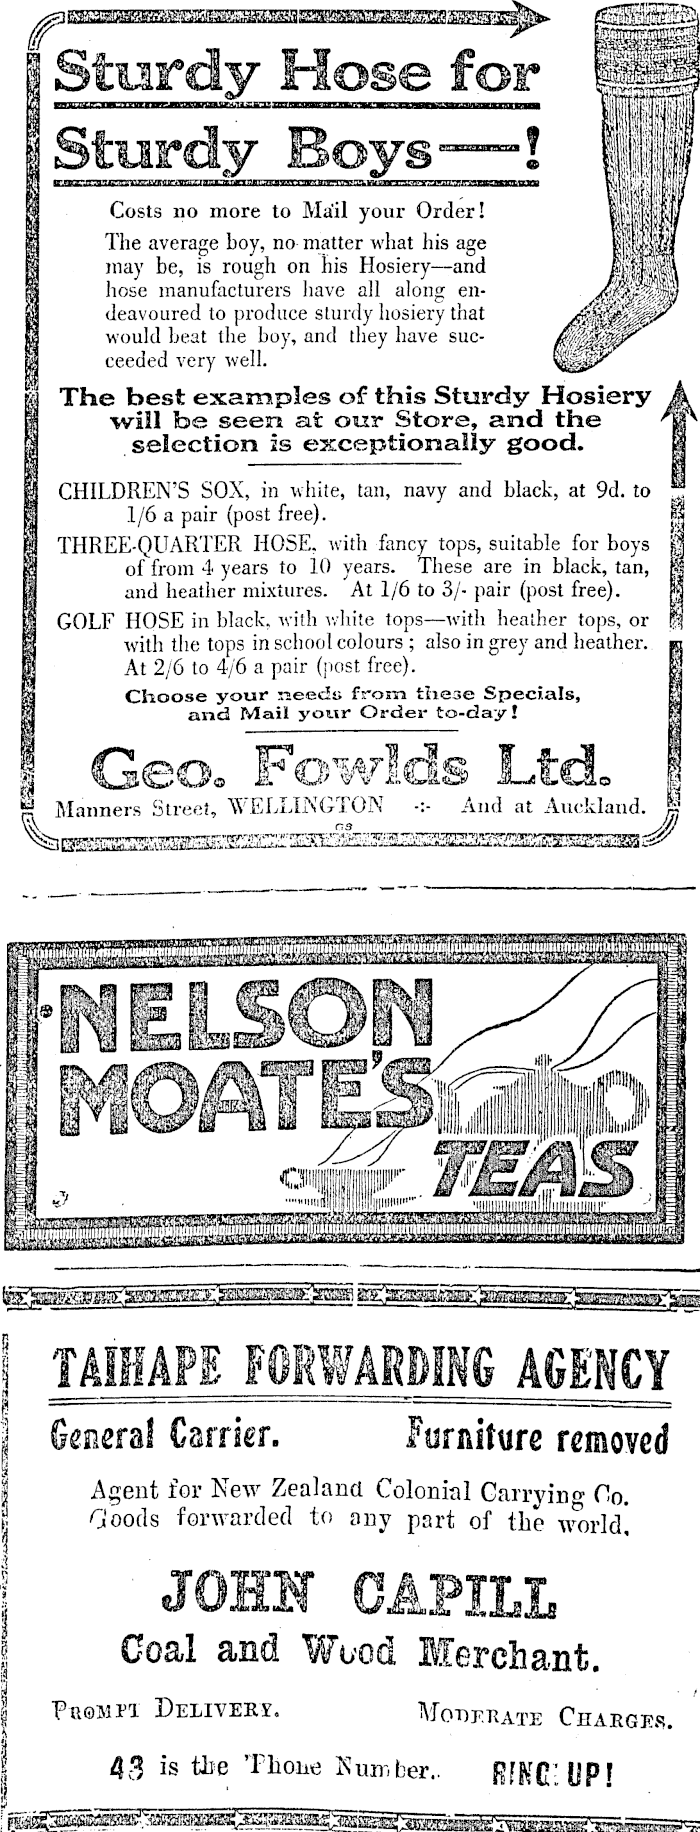 Sturdy Hose for
Sturdy Boys—!
Costs no more to Mail your Order!
The average boy, no matter what his age
may be, is rough on his Hosiery—and
hose manufacturers have all along en-
deavoured to produce sturdy hosiery that
would beat the boy, and they have suc-
ceeded very well.
The best examples of this Sturdy Hosiery
will be seen at our Store, and the
selection is exceptionally good.
CHILDREN'S SOX, in white, tan, navy and black, at 9d. to
1/6 a pair (post free).
THREE-QUARTER HOSE, with fancy tops, suitable for boys
of from 4 years to 10 years. These are in black, tan,
and heather mixtures. At 1/6 to 3/- pair (post free).
GOLF HOSE in black, with white tops—with heather tops, or
with the tops in school colours; also in grey and heather.
At 2/6 to 4/6 a pair (post free).
Choose your needs from these Specials,
and Mail your Order to-day!
Geo. Fowlds Ltd.
Manners Street, WELLINGTON -:- And at Auckland.
NELSON
MOATE'S
TEAS
TAIHAPE FORWARDING AGENCY
General Carrier. Furniture removed
Agent for New Zealand Colonial Carrying Co.
Goods forwarded to any part of the world.
JOHN CAPILL
Coal and Wood Merchant.
PROMPT DELIVERY. MODERATE CHARGES.
43 is the 'Phone Number. RING UP!